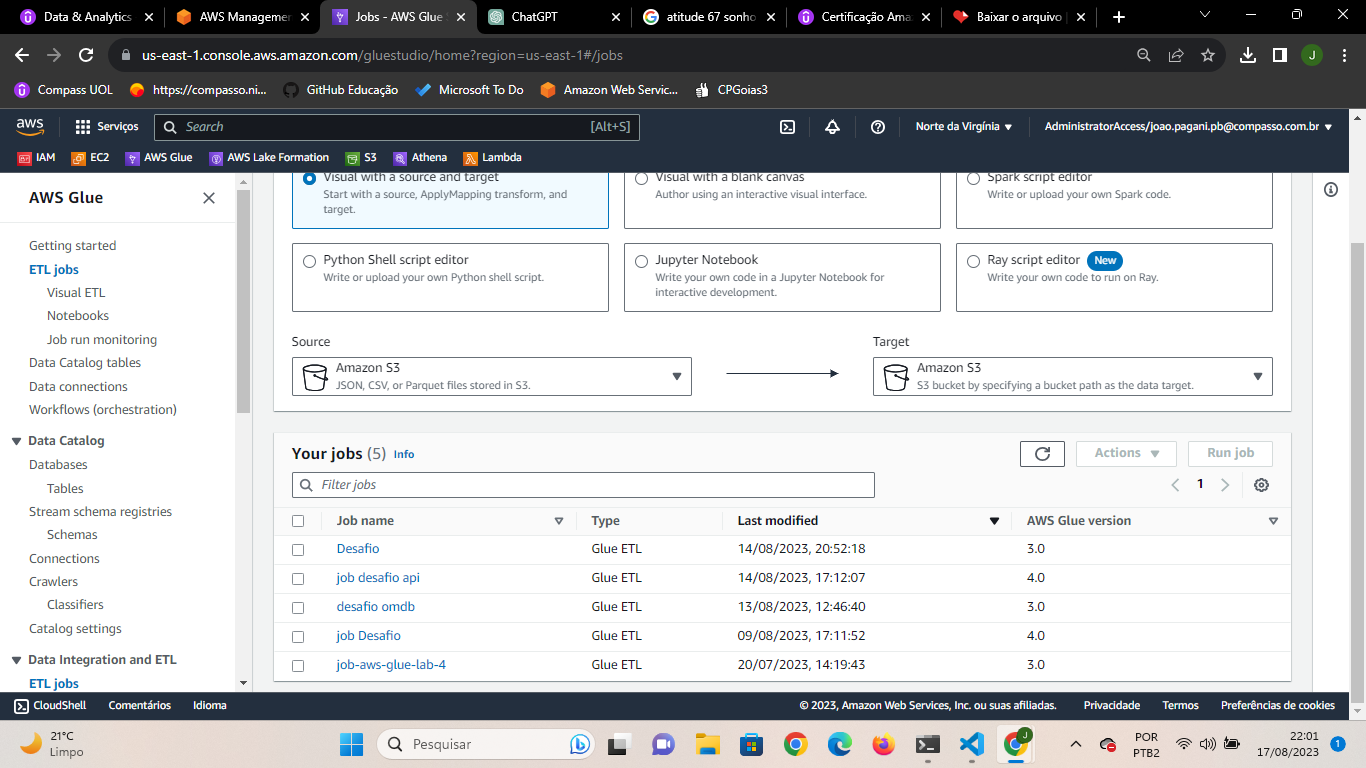 Data & Analytics
AWS Managemen
Jobs - AWS Glue
ChatGPT
atitude 67 sonho
Certificação Ama
Baixar o arquivo
us-east-1.console.aws.amazon.com/gluestudio/home?region=us-east-1#/jobs
J
Compass UOL
https://compasso.ni...
GitHub Educação
Microsoft To Do
Amazon Web Servic...
CPGoias3
aws
Serviços
Search
[Alt+S]
Norte da Virgínia
AdministratorAccess/joao.pagani.pb@compasso.com.br
IAM
EC2
AWS Glue
AWS Lake Formation
S3
Athena
Lambda
AWS Glue
Getting started
ETL jobs
Visual ETL
Notebooks
Job run monitoring
Data Catalog tables
Data connections
Workflows (orchestration)
Data Catalog
Databases
Tables
Stream schema registries
Schemas
Connections
Crawlers
Classifiers
Catalog settings
Data Integration and ETL
ETL jobs
Visual with a source and target
Start with a source, ApplyMapping transform, and
target.
Visual with a blank canvas
Author using an interactive visual interface.
Spark script editor
Write or upload your own Spark code.
Python Shell script editor
Write or upload your own Python shell script.
Jupyter Notebook
Write your own code in a Jupyter Notebook for
interactive development.
Ray script editor New
Write your own code to run on Ray.
Source
Amazon S3
JSON, CSV, or Parquet files stored in S3.
Target
Amazon S3
S3 bucket by specifying a bucket path as the data target.
Your jobs (5) Info
Actions
Run job
Filter jobs
1
Job name Type Last modified AWS Glue version
Desafio Glue ETL 14/08/2023, 20:52:18 3.0
job desafio api Glue ETL 14/08/2023, 17:12:07 4.0
desafio omdb Glue ETL 13/08/2023, 12:46:40 3.0
job Desafio Glue ETL 09/08/2023, 17:11:52 4.0
job-aws-glue-lab-4 Glue ETL 20/07/2023, 14:19:43 3.0
CloudShell
Comentários
Idioma
© 2023, Amazon Web Services, Inc. ou suas afiliadas.
Privacidade
Termos
Preferências de cookies
21°C
Limpo
Pesquisar
J
POR
PTB2
22:01
17/08/2023
1